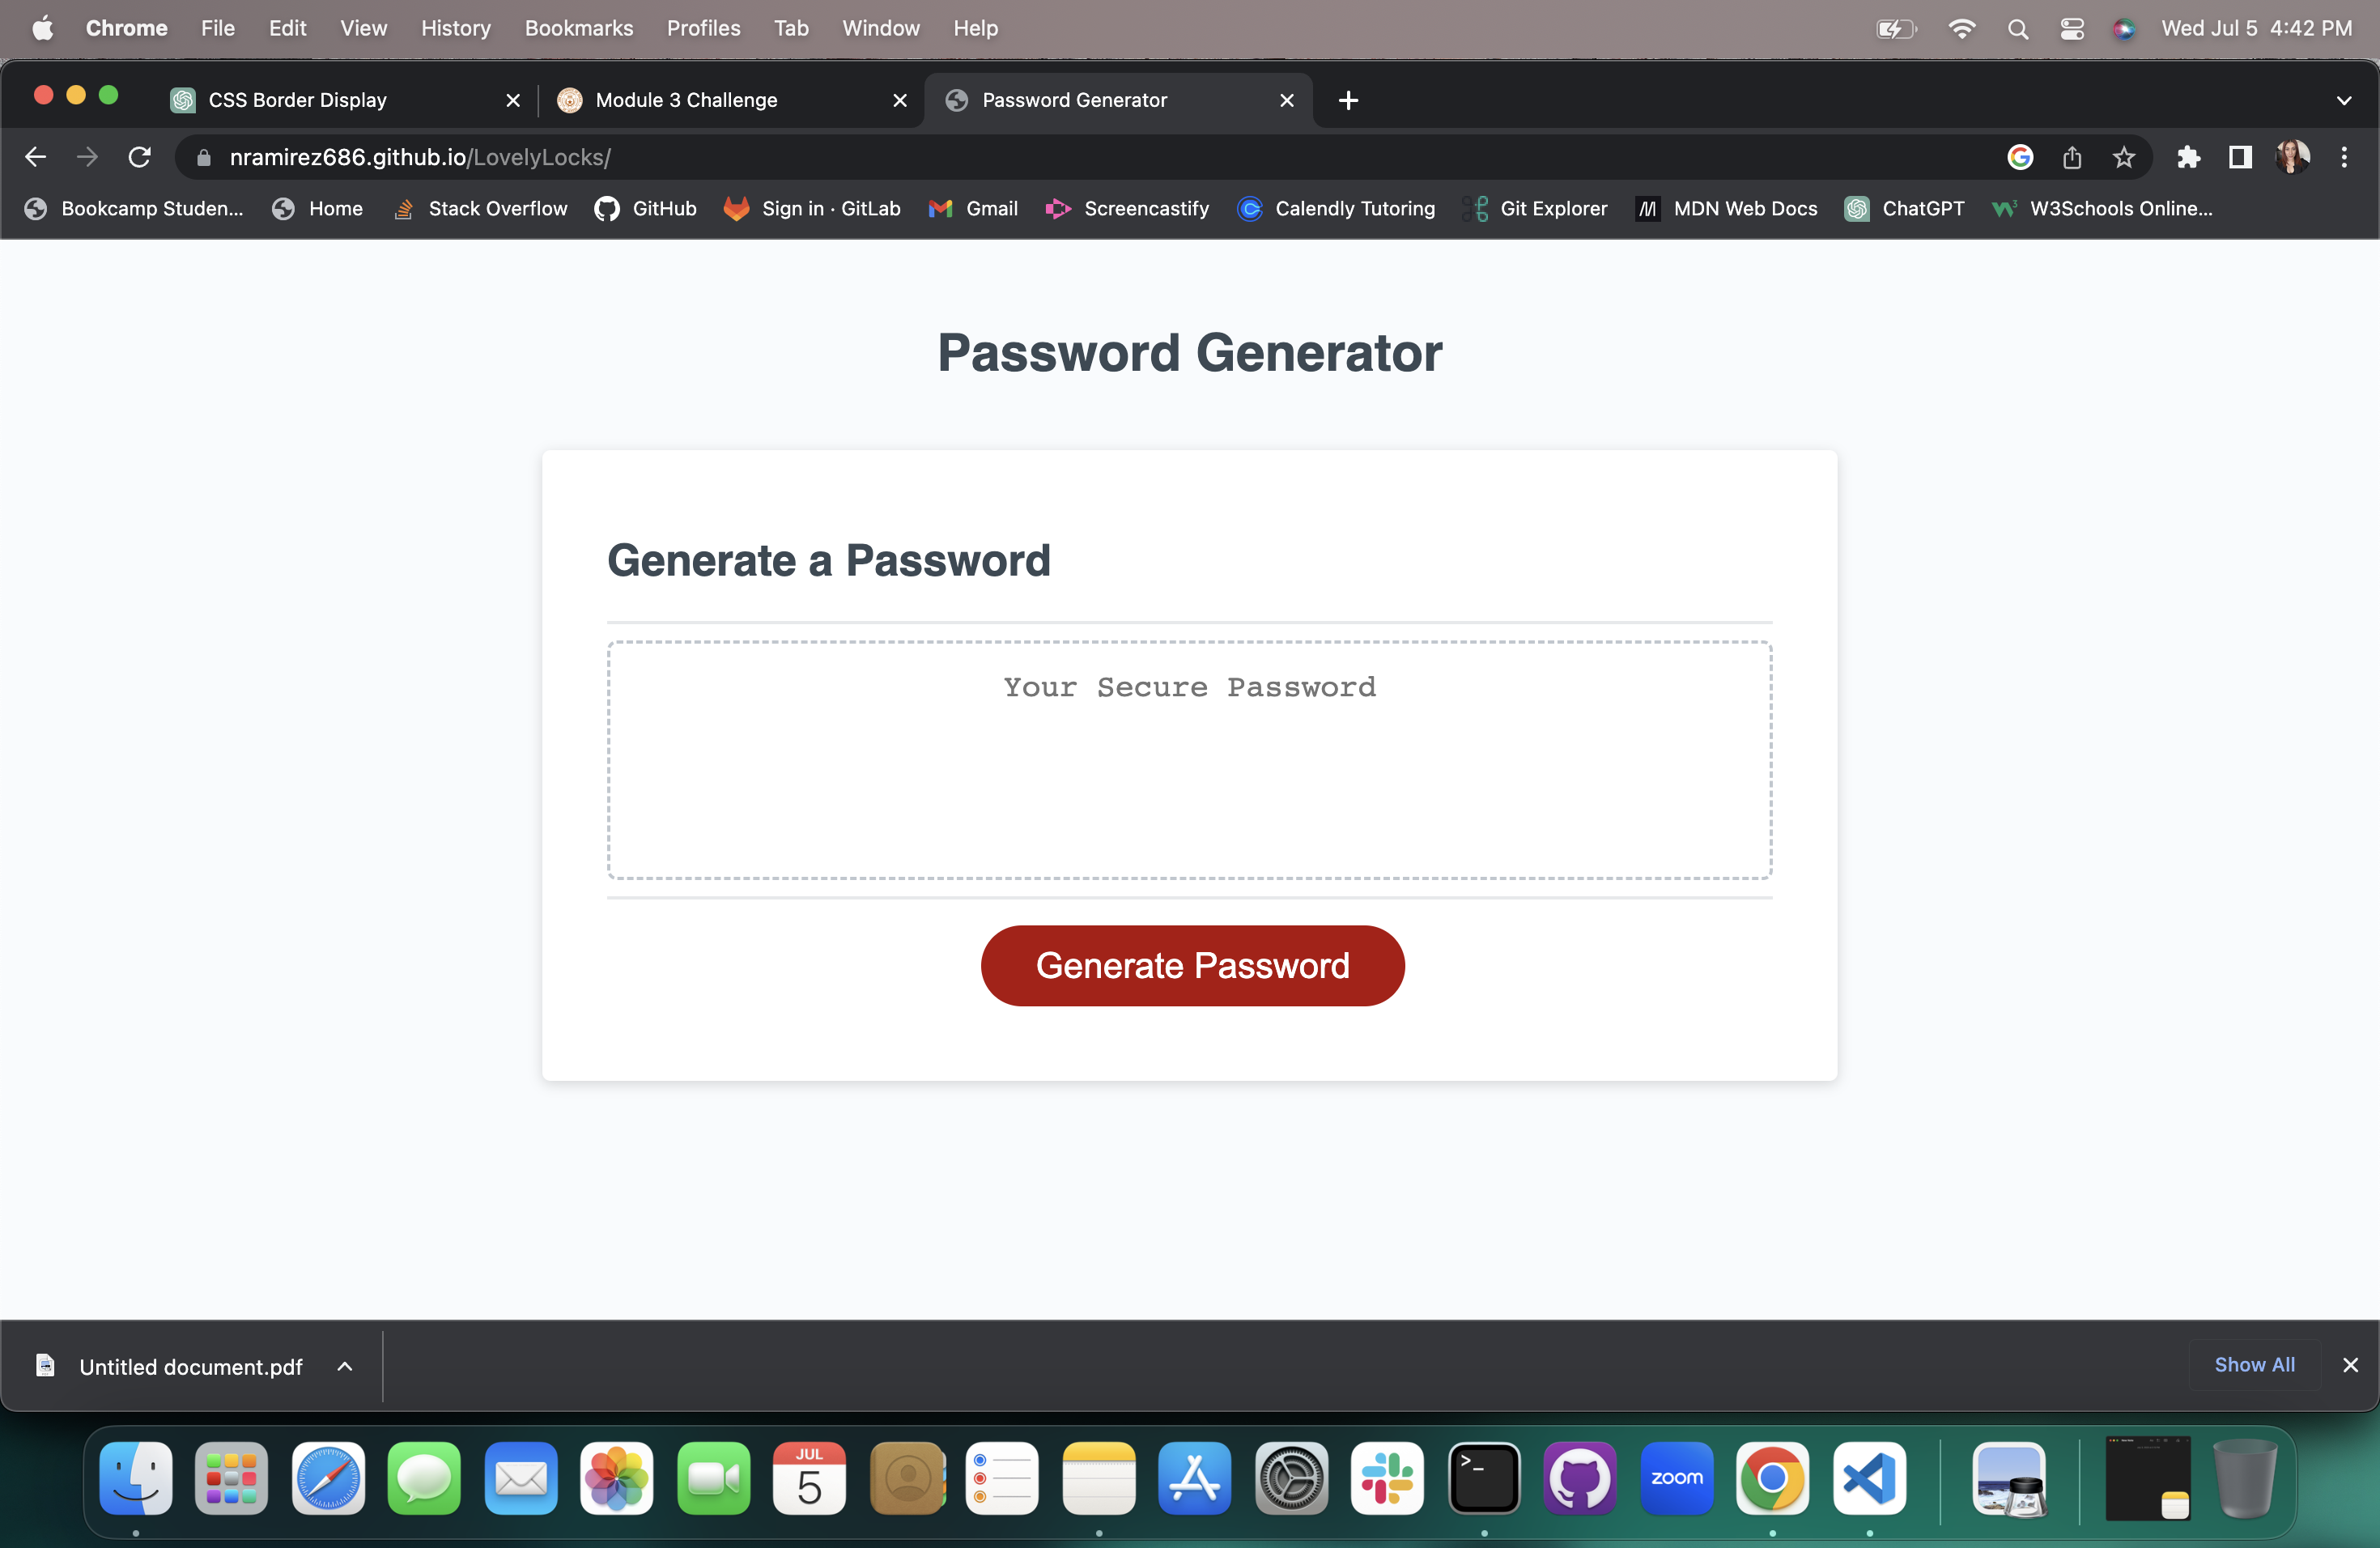 Chrome File Edit View History Bookmarks Profiles Tab Window Help Wed Jul 5 4:42 PM
CSS Border Display Module 3 Challenge Password Generator
nramirez686.github.io/LovelyLocks/
Bookcamp Studen... Home Stack Overflow GitHub Sign in · GitLab Gmail Screencastify Calendly Tutoring Git Explorer MDN Web Docs ChatGPT W3Schools Online...
Password Generator
Generate a Password
Your Secure Password
Generate Password
Untitled document.pdf Show All
JUL
5
zoom